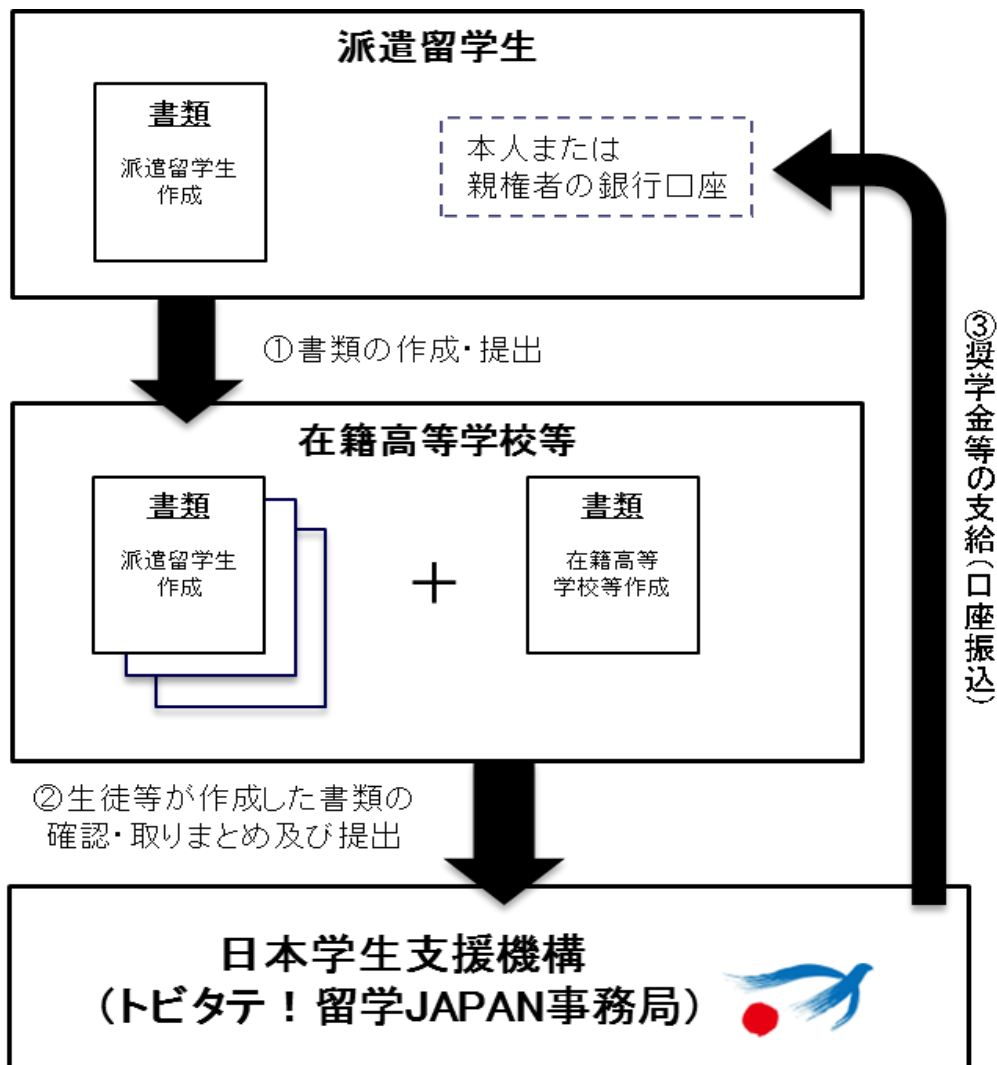 派遣留学生
書類
派遣留学生
作成
本人または
親権者の銀行口座
①書類の作成・提出
在籍高等学校等
書類
派遣留学生
作成
＋
書類
在籍高等
学校等作成
②生徒等が作成した書類の
確認・取りまとめ及び提出
③奨学金等の支給(口座振込)
日本学生支援機構
(トビタテ！留学JAPAN事務局)